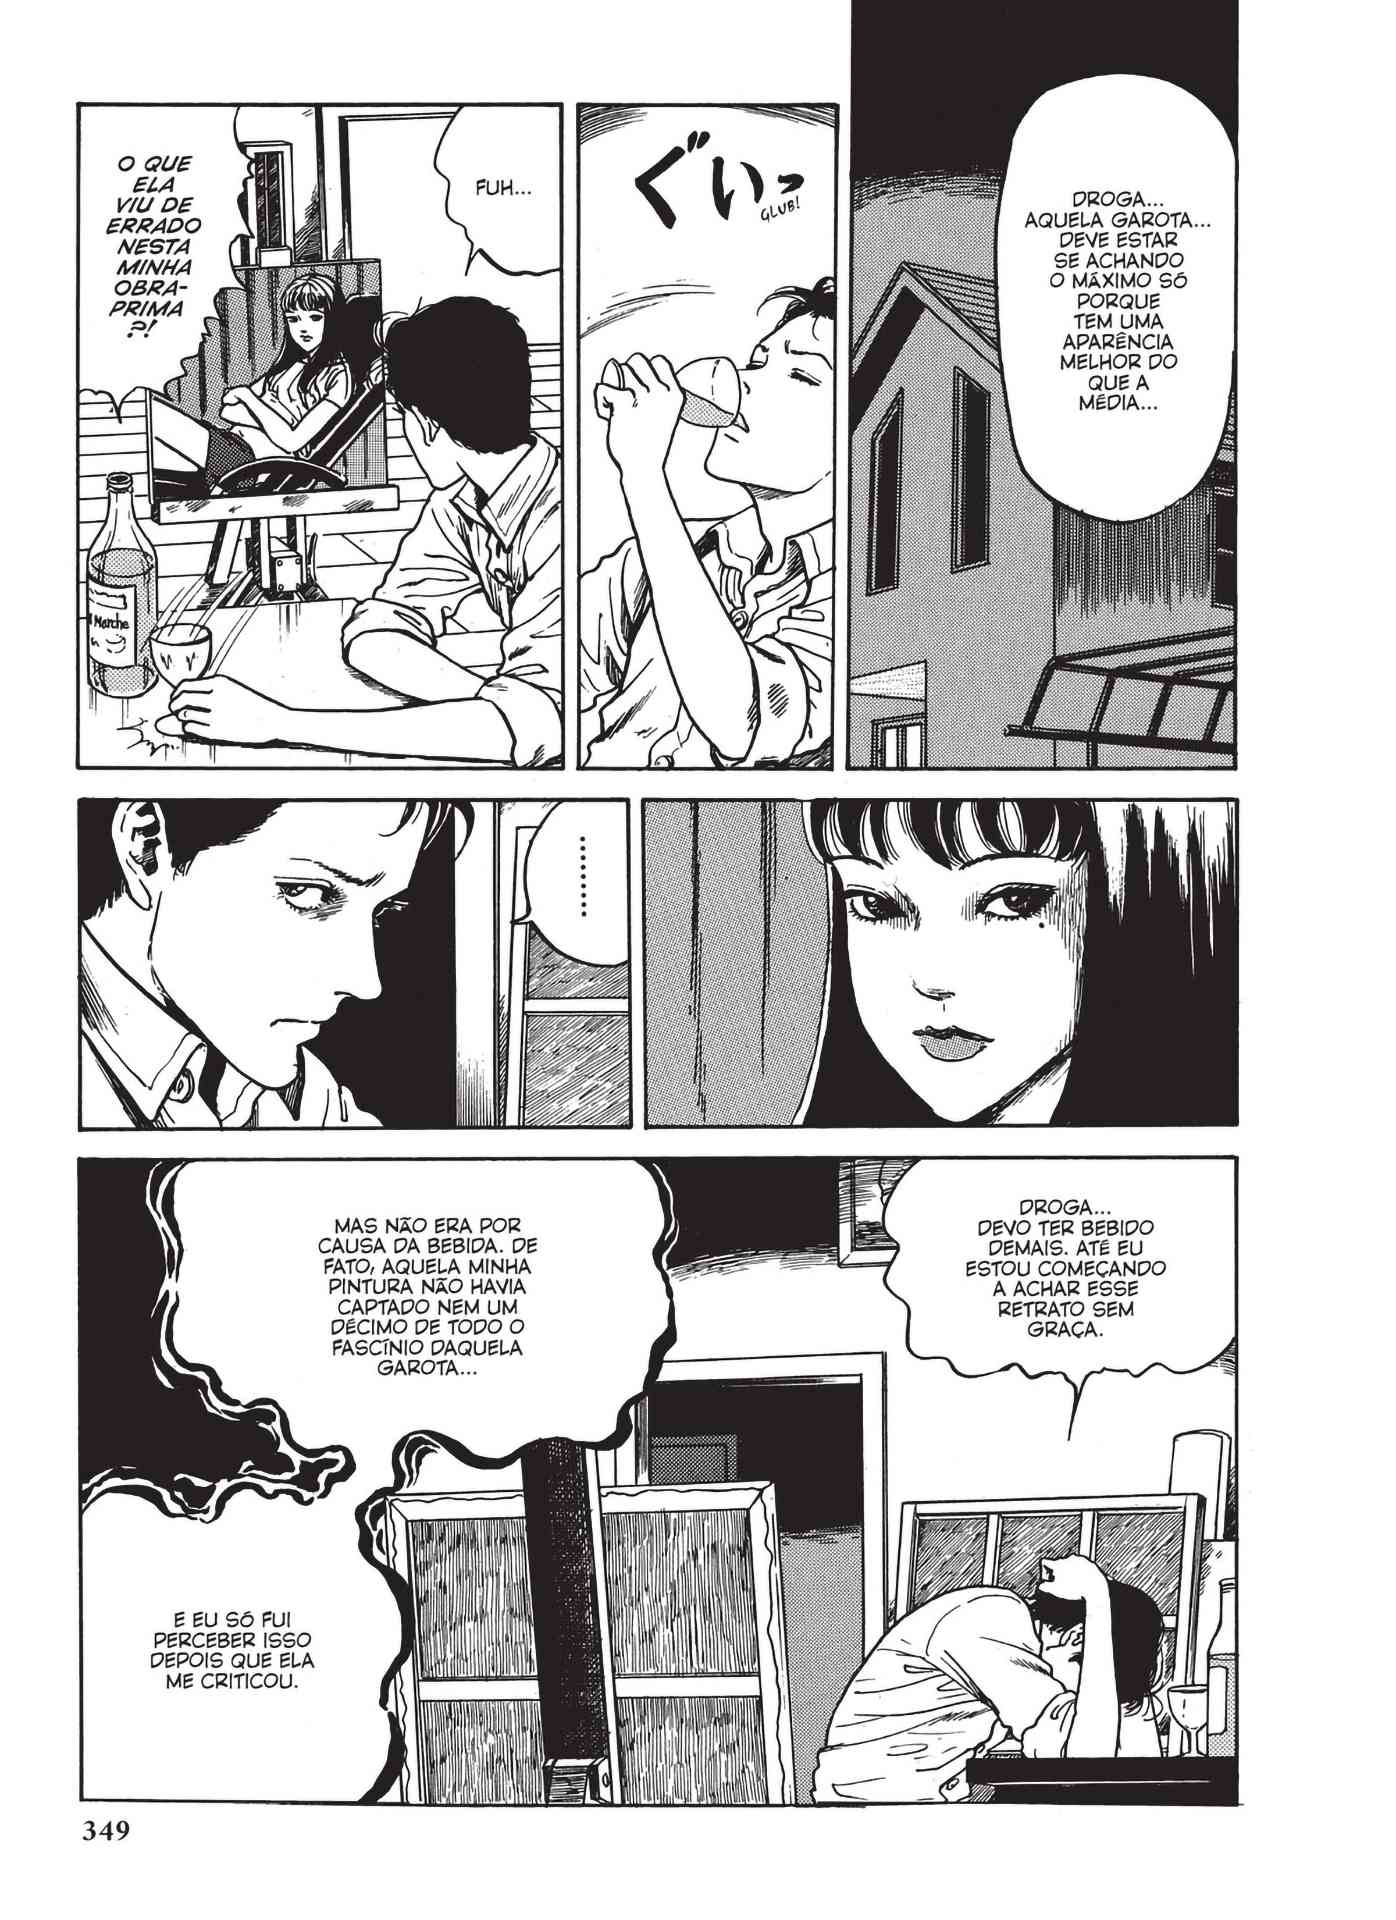 DROGA...
AQUELA GAROTA...
DEVE ESTAR
SE ACHANDO
O MÁXIMO SÓ
PORQUE
TEM UMA
APARÊNCIA
MELHOR DO
QUE A
MÉDIA...
ぐいっ
GLUB!
FUH...
O QUE
ELA
VIU DE
ERRADO
NESTA
MINHA
OBRA-
PRIMA
?!
Marche
.........
DROGA...
DEVO TER BEBIDO
DEMAIS. ATÉ EU
ESTOU COMEÇANDO
A ACHAR ESSE
RETRATO SEM
GRAÇA.
MAS NÃO ERA POR
CAUSA DA BEBIDA. DE
FATO, AQUELA MINHA
PINTURA NÃO HAVIA
CAPTADO NEM UM
DÉCIMO DE TODO O
FASCÍNIO DAQUELA
GAROTA...
E EU SÓ FUI
PERCEBER ISSO
DEPOIS QUE ELA
ME CRITICOU.
349